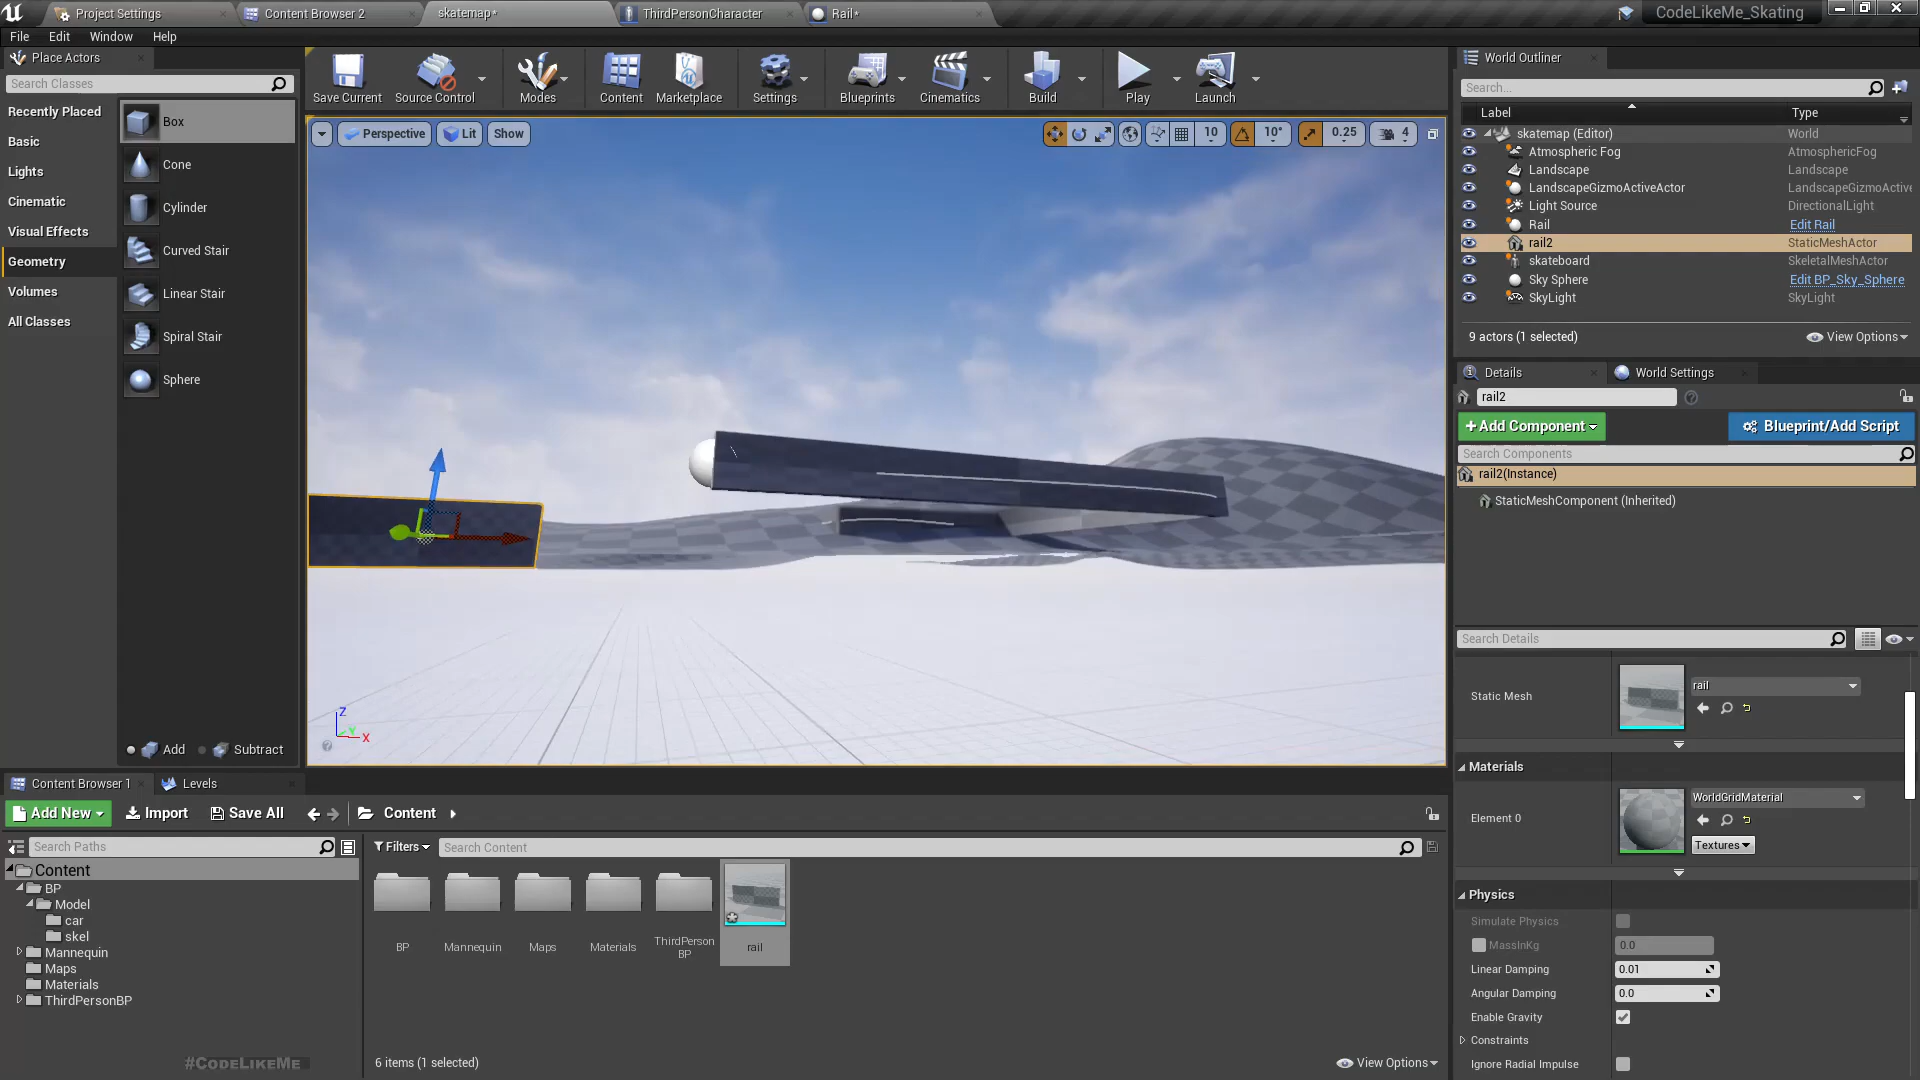 Project Settings
Content Browser 2
skatemap*
ThirdPersonCharacter
Rail*
CodeLikeMe_Skating
File Edit Window Help
Place Actors
Search Classes
Recently Placed
Basic
Lights
Cinematic
Visual Effects
Geometry
Volumes
All Classes
Box
Cone
Cylinder
Curved Stair
Linear Stair
Spiral Stair
Sphere
Add
Subtract
Save Current
Source Control
Modes
Content
Marketplace
Settings
Blueprints
Cinematics
Build
Play
Launch
Perspective
Lit
Show
10
10°
0.25
4
Z
Y
X
World Outliner
Search...
Label Type
skatemap (Editor) World
Atmospheric Fog AtmosphericFog
Landscape Landscape
LandscapeGizmoActiveActor LandscapeGizmoActive
Light Source DirectionalLight
Rail Edit Rail
rail2 StaticMeshActor
skateboard SkeletalMeshActor
Sky Sphere Edit BP_Sky_Sphere
SkyLight SkyLight
9 actors (1 selected)
View Options
Details
World Settings
rail2
+Add Component
Blueprint/Add Script
Search Components
rail2(Instance)
StaticMeshComponent (Inherited)
Search Details
Static Mesh
rail
Materials
Element 0
WorldGridMaterial
Textures
Physics
Simulate Physics
MassInKg 0.0
Linear Damping 0.01
Angular Damping 0.0
Enable Gravity
Constraints
Ignore Radial Impulse
Content Browser 1
Levels
Add New
Import
Save All
Content
Search Paths
Content
BP
Model
car
skel
Mannequin
Maps
Materials
ThirdPersonBP
Filters
Search Content
BP
Mannequin
Maps
Materials
ThirdPerson
BP
rail
6 items (1 selected)
View Options
#CodeLikeMe